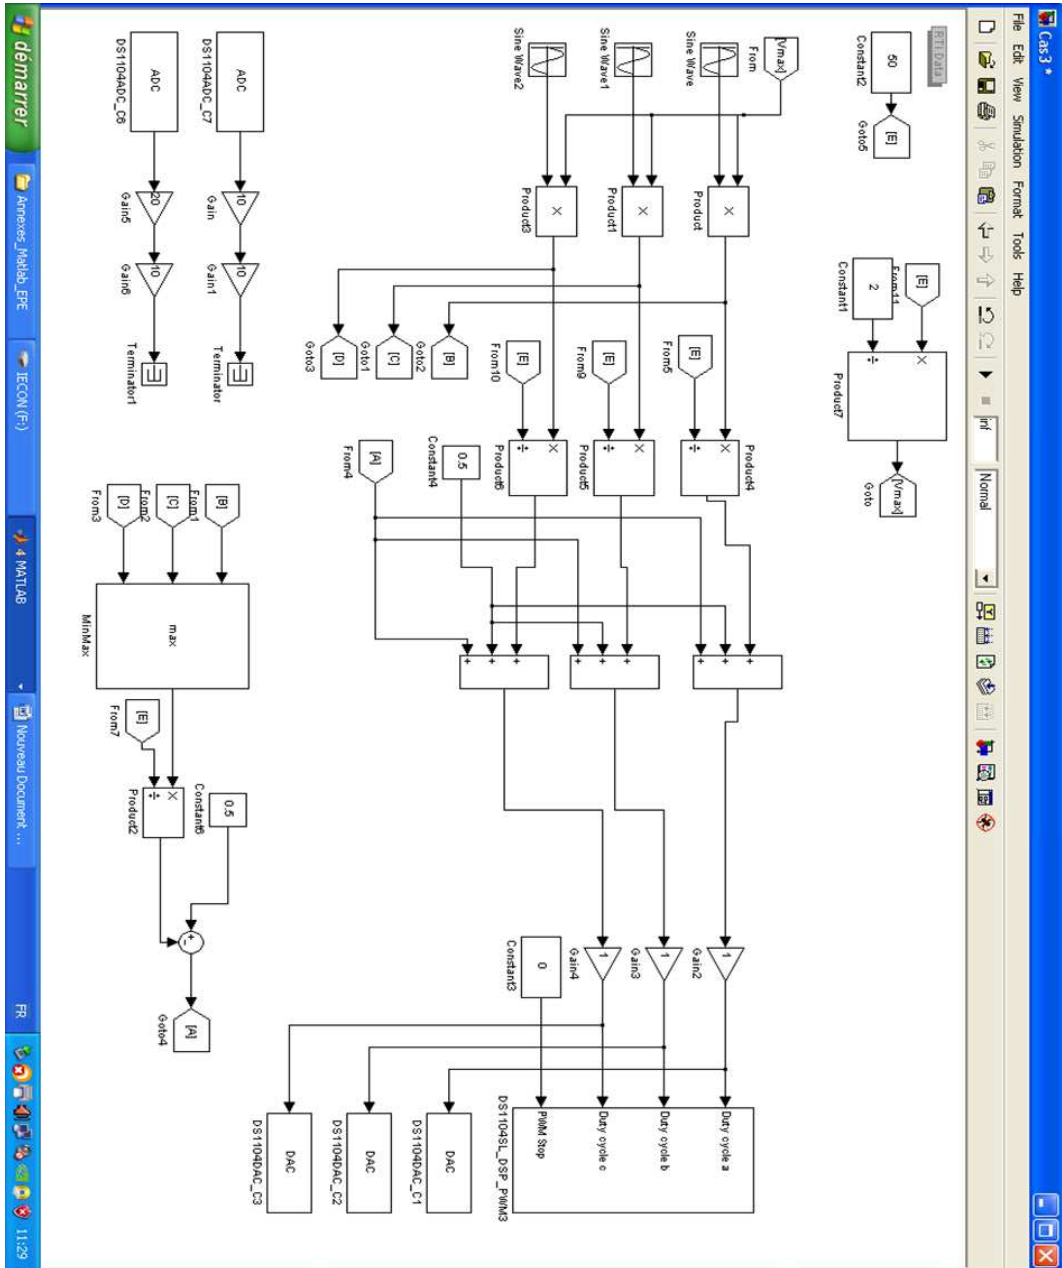 Cas3 *
File Edit View Simulation Format Tools Help
inf
Normal
RTI Data
50
Constant2
[E]
Goto5
[E]
From11
2
Constant1
×
÷
Product7
[Vmax]
Goto
[Vmax]
From
Sine Wave
Sine Wave1
Sine Wave2
×
Product
×
Product1
×
Product3
[B]
Goto2
[C]
Goto1
[D]
Goto3
[E]
From5
[E]
From9
[E]
From10
×
÷
Product4
×
÷
Product5
×
÷
Product6
0.5
Constant4
[A]
From4
+
+
+
+
+
+
+
+
+
1
Gain2
1
Gain3
1
Gain4
0
Constant3
Duty cycle a
Duty cycle b
Duty cycle c
PWM Stop
DS1104SL_DSP_PWM3
DAC
DS1104DAC_C1
DAC
DS1104DAC_C2
DAC
DS1104DAC_C3
ADC
DS1104ADC_C7
10
Gain
10
Gain1
Terminator
ADC
DS1104ADC_C6
20
Gain5
10
Gain6
Terminator1
[B]
From1
[C]
From2
[D]
From3
max
MinMax
[E]
From7
×
÷
Product2
0.5
Constant6
+
-
[A]
Goto4
démarrer
Annexes_Matlab_EPE
IECON (F:)
4 MATLAB
Nouveau Document ...
FR
11:29